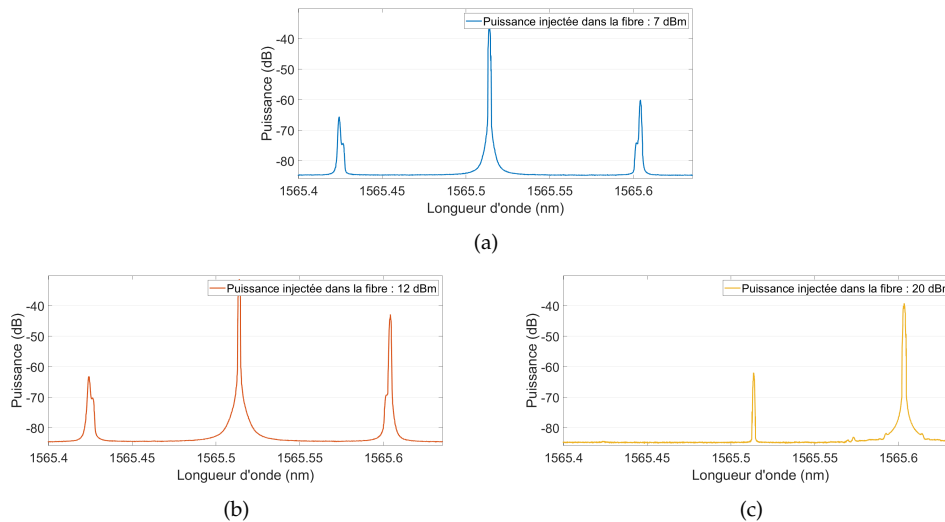 Puissance injectée dans la fibre : 7 dBm
-40
-50
-60
-70
-80
Puissance (dB)
1565.4 1565.45 1565.5 1565.55 1565.6
Longueur d'onde (nm)
(a)
Puissance injectée dans la fibre : 12 dBm
-40
-50
-60
-70
-80
Puissance (dB)
1565.4 1565.45 1565.5 1565.55 1565.6
Longueur d'onde (nm)
(b)
Puissance injectée dans la fibre : 20 dBm
-40
-50
-60
-70
-80
Puissance (dB)
1565.4 1565.45 1565.5 1565.55 1565.6
Longueur d'onde (nm)
(c)